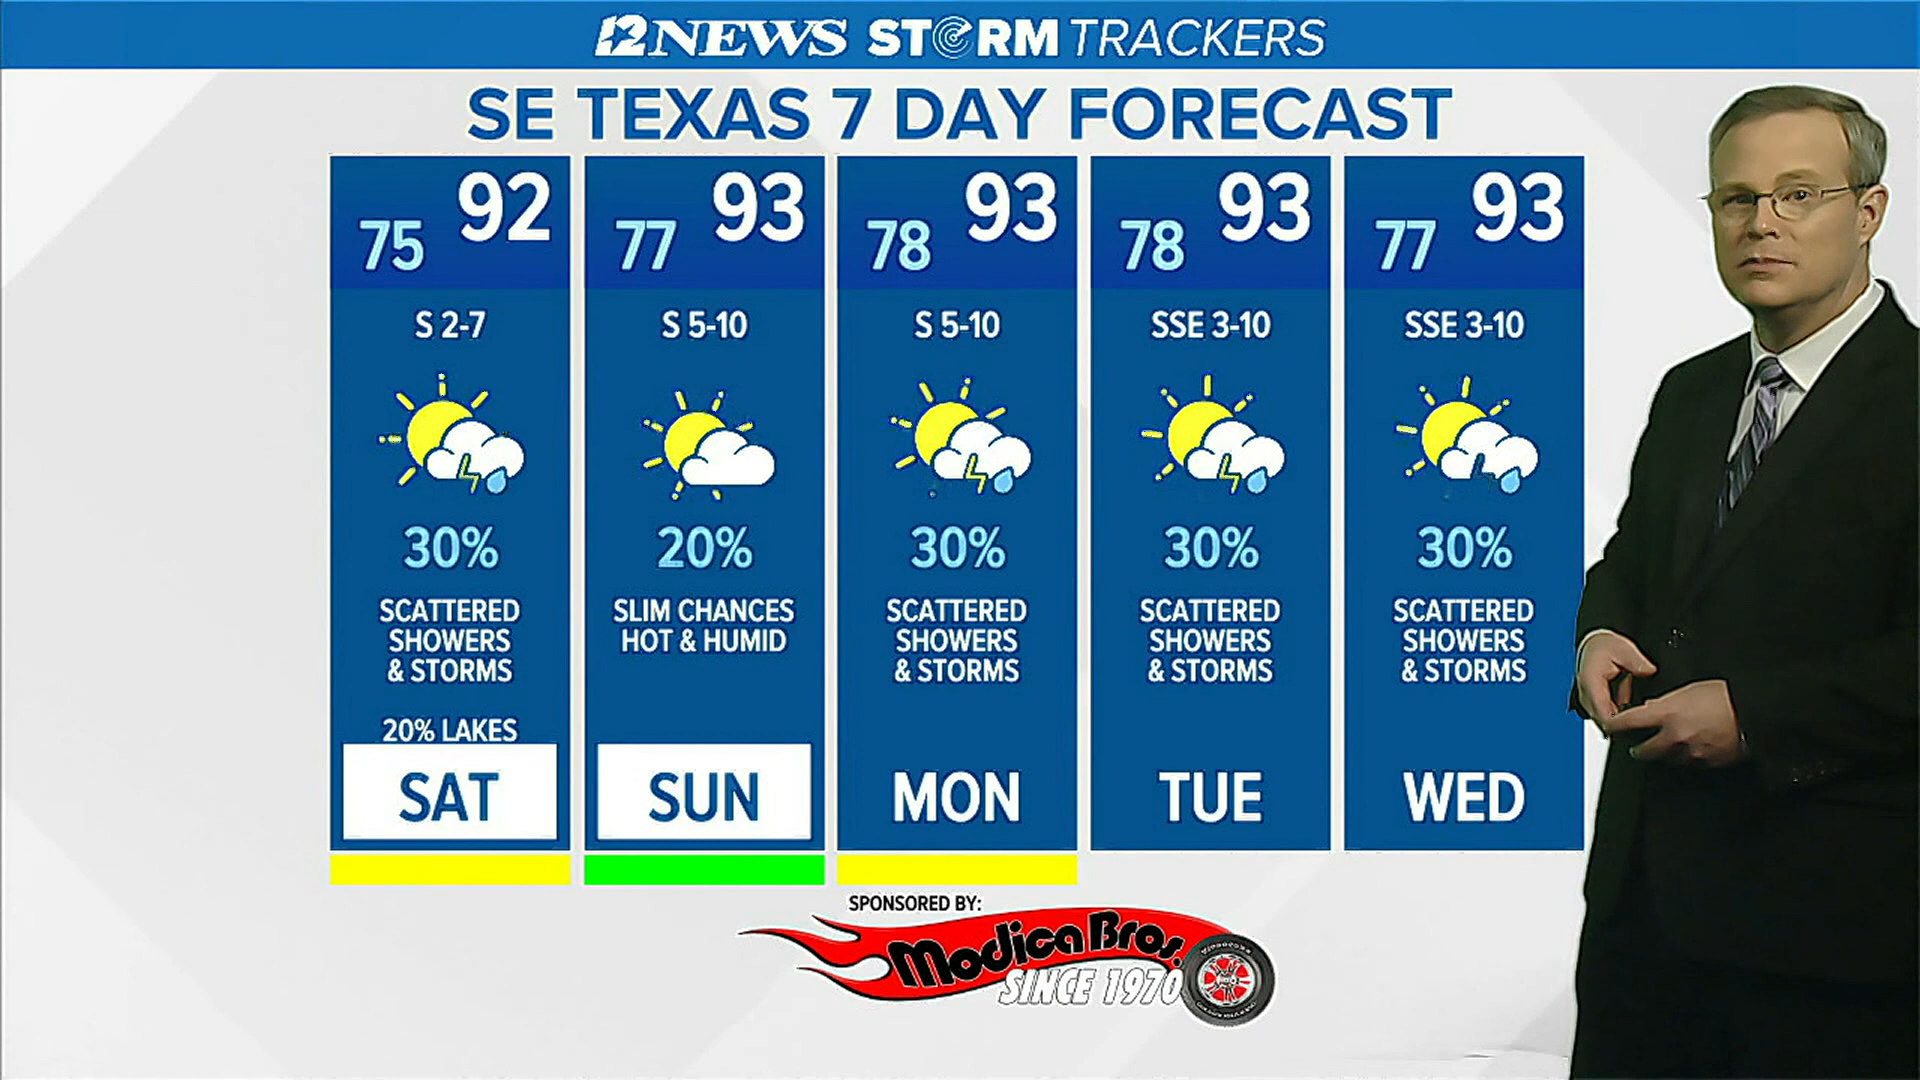 12NEWS STORM TRACKERS
SE TEXAS 7 DAY FORECAST
75 92
S 2-7
30%
SCATTERED
SHOWERS
& STORMS
20% LAKES
SAT
77 93
S 5-10
20%
SLIM CHANCES
HOT & HUMID
SUN
78 93
S 5-10
30%
SCATTERED
SHOWERS
& STORMS
MON
78 93
SSE 3-10
30%
SCATTERED
SHOWERS
& STORMS
TUE
77 93
SSE 3-10
30%
SCATTERED
SHOWERS
& STORMS
WED
SPONSORED BY:
Modica Bros.
SINCE 1970